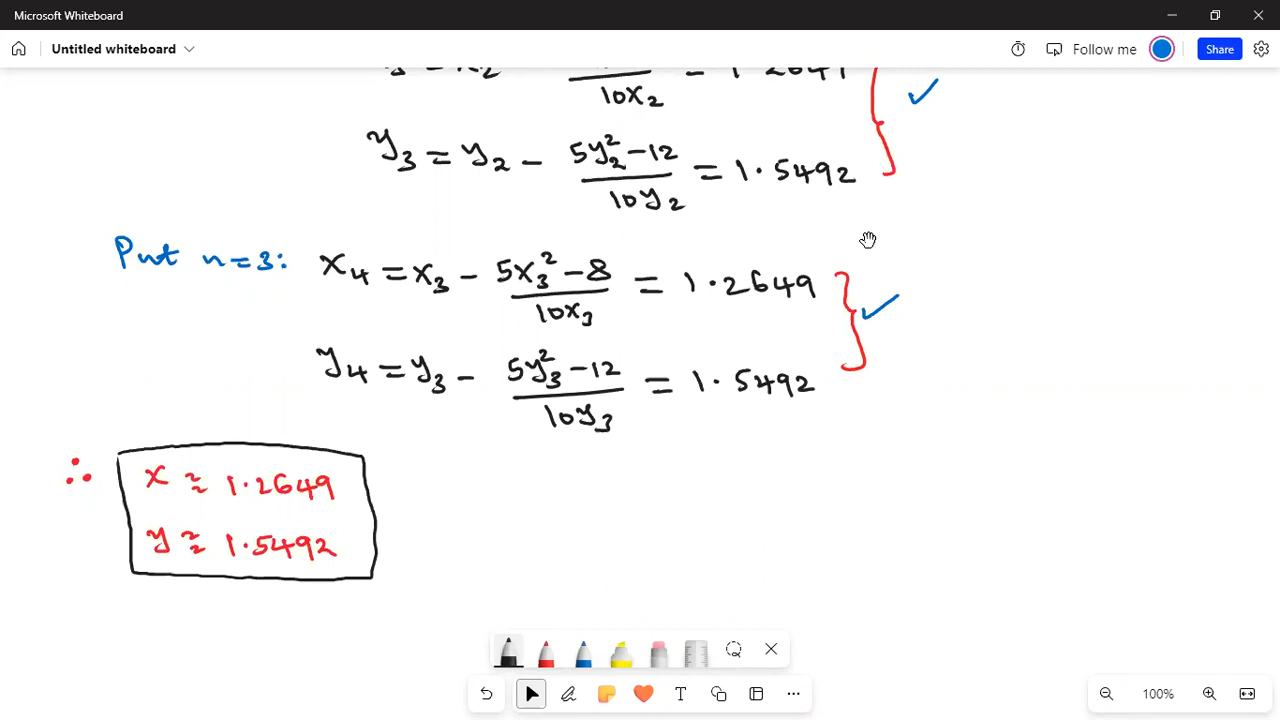 Microsoft Whiteboard
Untitled whiteboard Follow me Share
10x₂
y₃ = y₂ - (5y₂² - 12)/(10y₂) = 1.5492
Put n=3: x₄ = x₃ - (5x₃² - 8)/(10x₃) = 1.2649
y₄ = y₃ - (5y₃² - 12)/(10y₃) = 1.5492
∴ x ≈ 1.2649
y ≈ 1.5492
100%